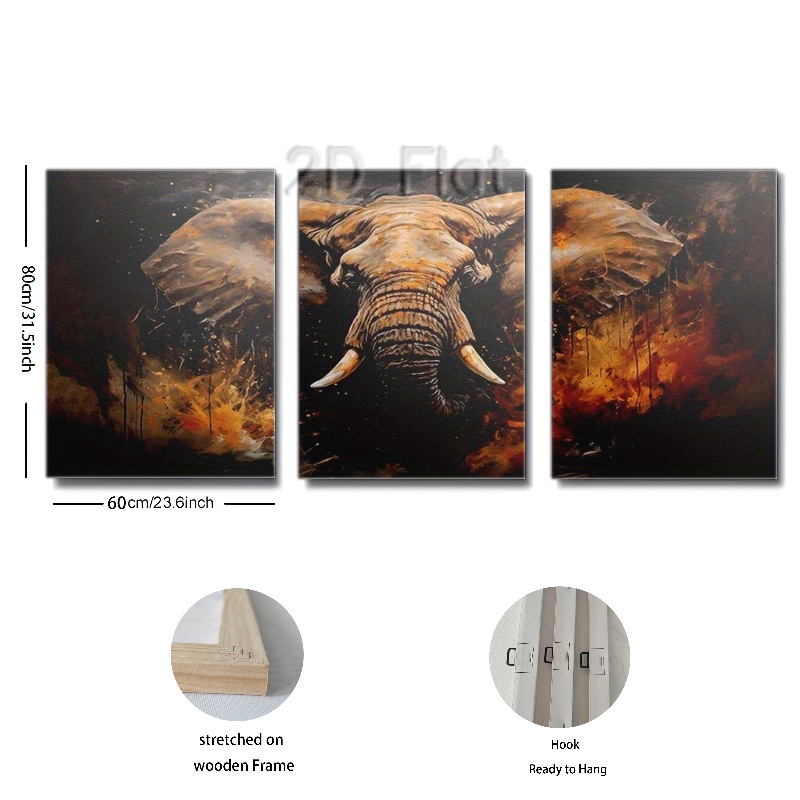 2D Flat
80cm/31.5inch
60cm/23.6inch
stretched on
wooden Frame
Hook
Ready to Hang